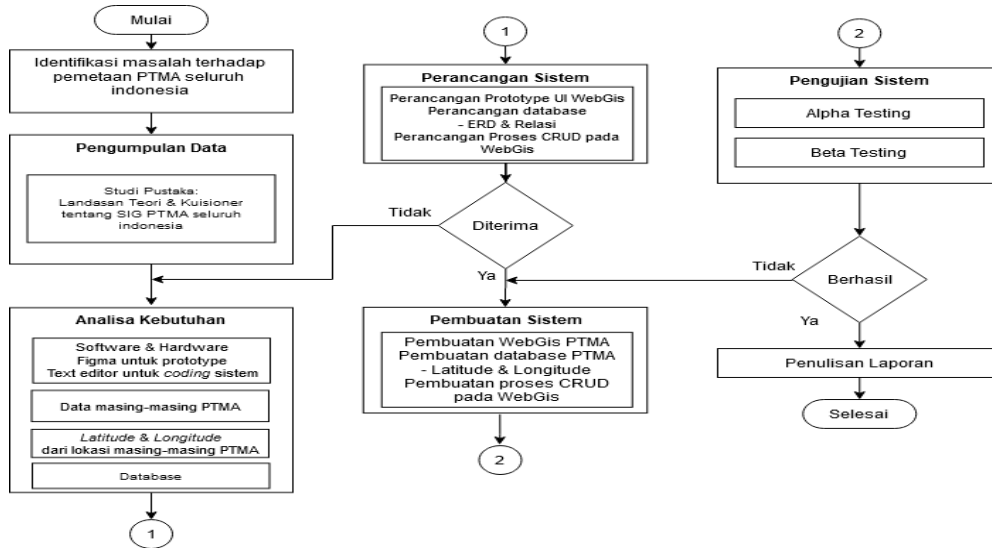 Mulai
Identifikasi masalah terhadap
pemetaan PTMA seluruh
indonesia
Pengumpulan Data
Studi Pustaka:
Landasan Teori & Kuisioner
tentang SIG PTMA seluruh
indonesia
Analisa Kebutuhan
Software & Hardware
Figma untuk prototype
Text editor untuk coding sistem
Data masing-masing PTMA
Latitude & Longitude
dari lokasi masing-masing PTMA
Database
1
1
Perancangan Sistem
Perancangan Prototype UI WebGis
Perancangan database
- ERD & Relasi
Perancangan Proses CRUD pada
WebGis
Tidak
Diterima
Ya
Pembuatan Sistem
Pembuatan WebGis PTMA
Pembuatan database PTMA
- Latitude & Longitude
Pembuatan proses CRUD
pada WebGis
2
2
Pengujian Sistem
Alpha Testing
Beta Testing
Tidak
Berhasil
Ya
Penulisan Laporan
Selesai